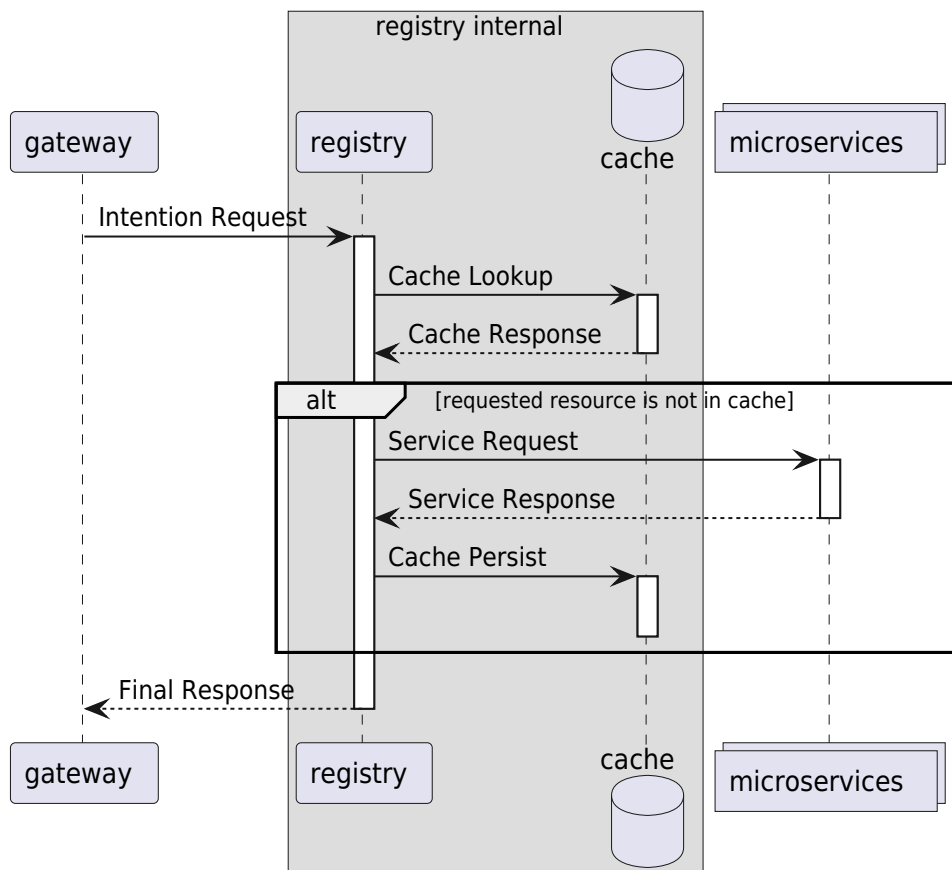 registry internal
gateway
registry
cache
microservices
Intention Request
Cache Lookup
Cache Response
alt
[requested resource is not in cache]
Service Request
Service Response
Cache Persist
Final Response
gateway
registry
cache
microservices